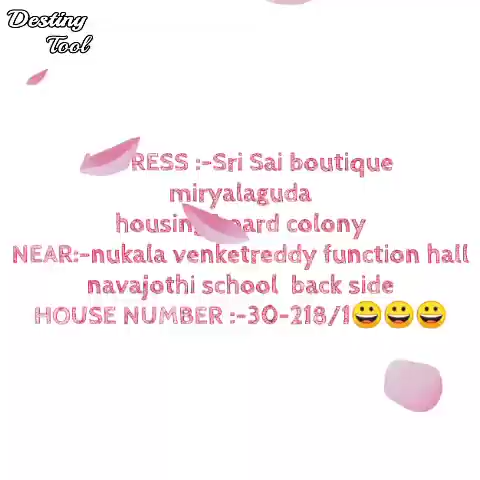 Destiny
Tool
RESS :-Sri Sai boutique
miryalaguda
colony
NEAR:-nukala venketreddy function hall
navajothi school back side
HOUSE NUMBER :-30-218/1😀😀😀